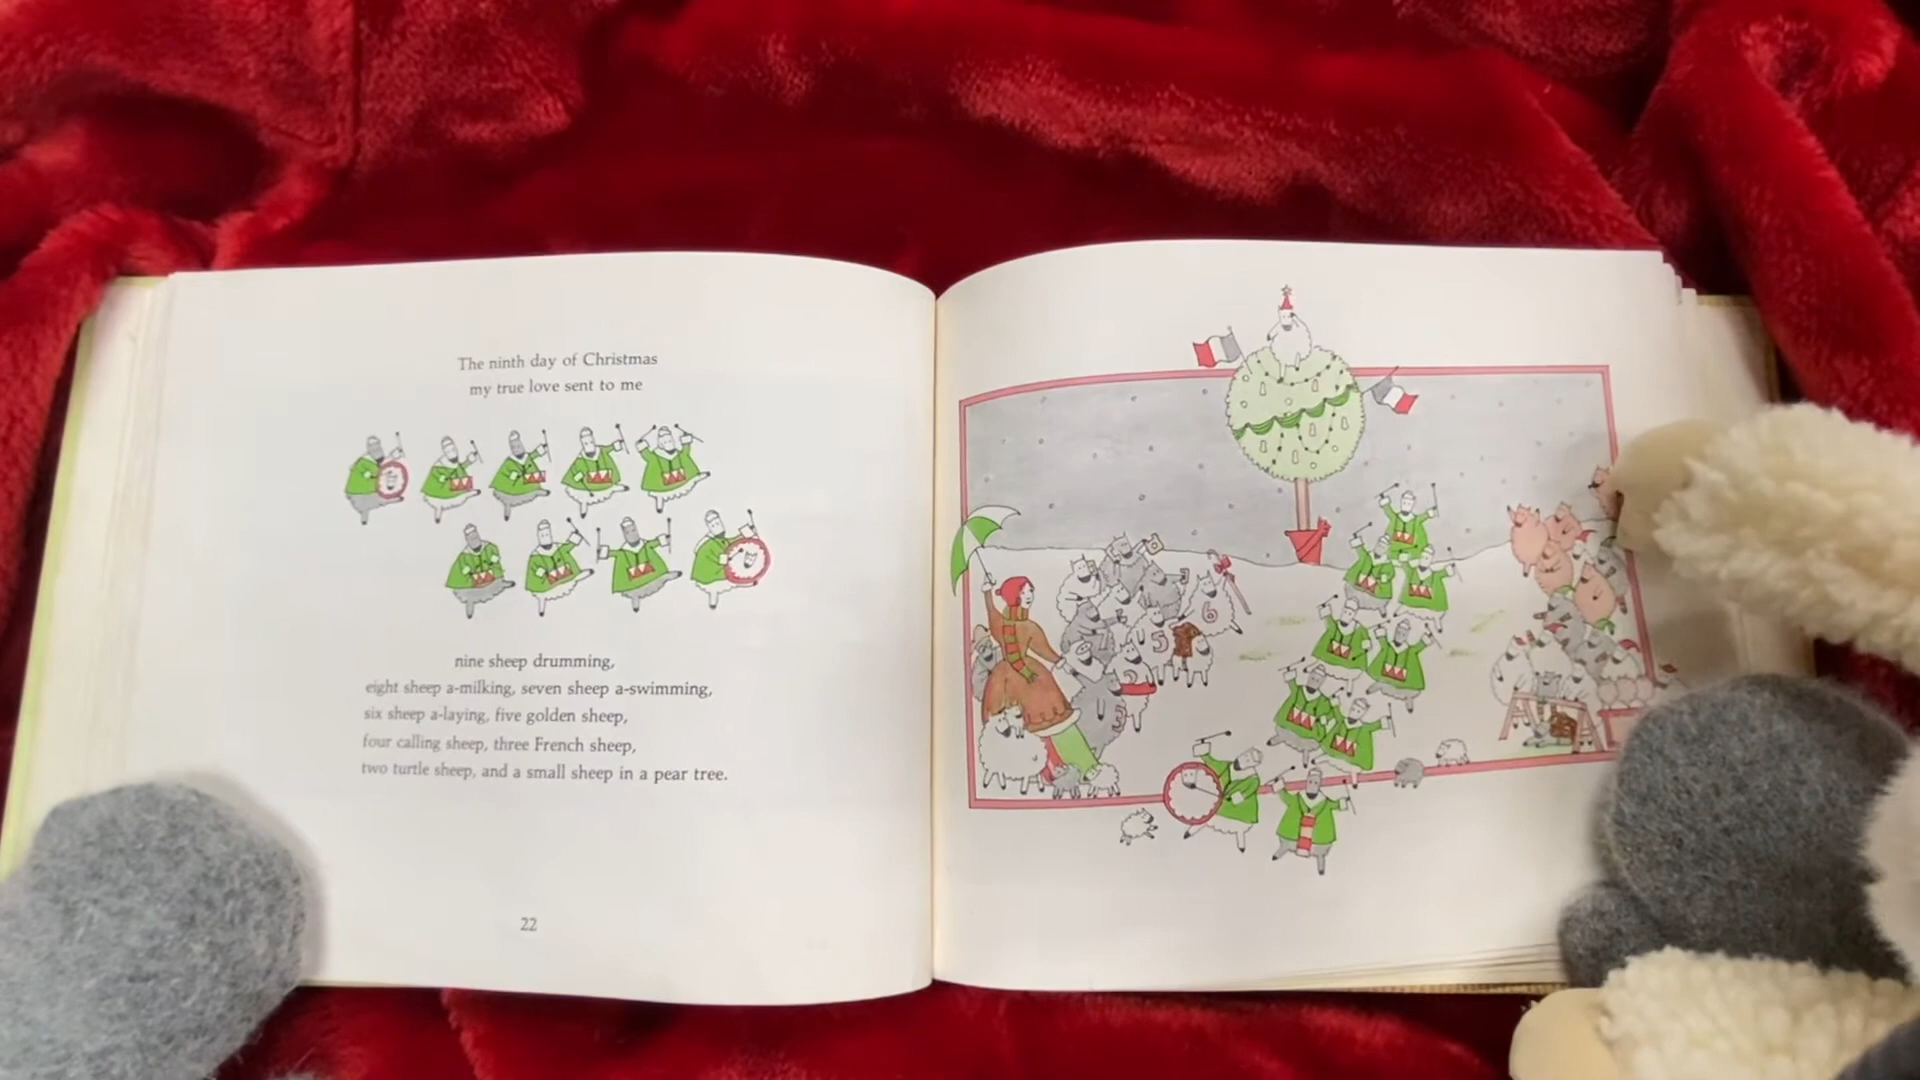 The ninth day of Christmas
my true love sent to me
nine sheep drumming,
eight sheep a-milking, seven sheep a-swimming,
six sheep a-laying, five golden sheep,
four calling sheep, three French sheep,
two turtle sheep, and a small sheep in a pear tree.
22
6
5